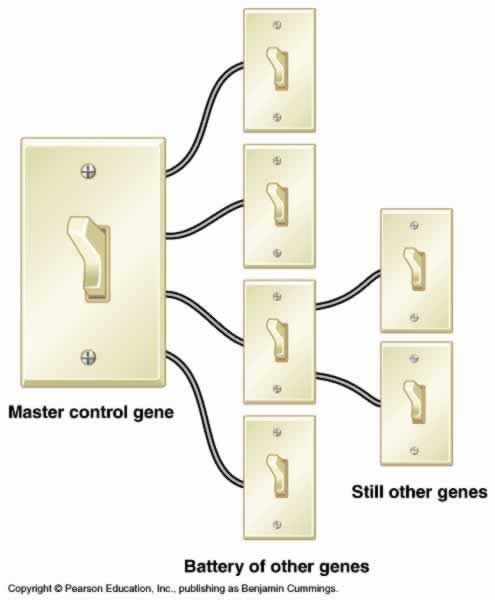 Master control gene
Still other genes
Battery of other genes
Copyright © Pearson Education, Inc., publishing as Benjamin Cummings.